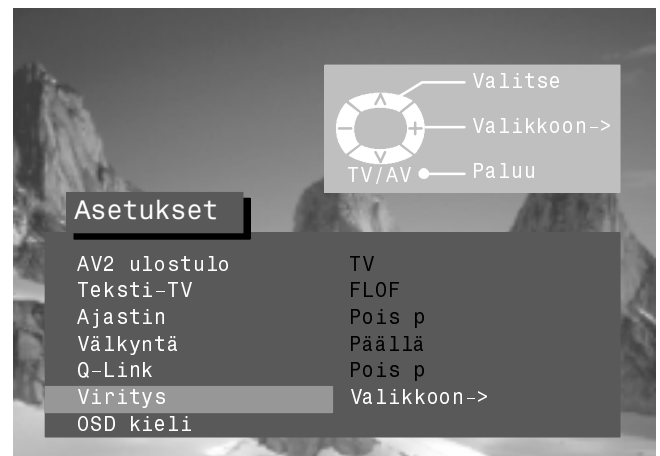 Valitse
Valikkoon->
TV/AV Paluu
Asetukset
AV2 ulostulo TV
Teksti-TV FLOF
Ajastin Pois p
Välkyntä Päällä
Q-Link Pois p
Viritys Valikkoon->
OSD kieli